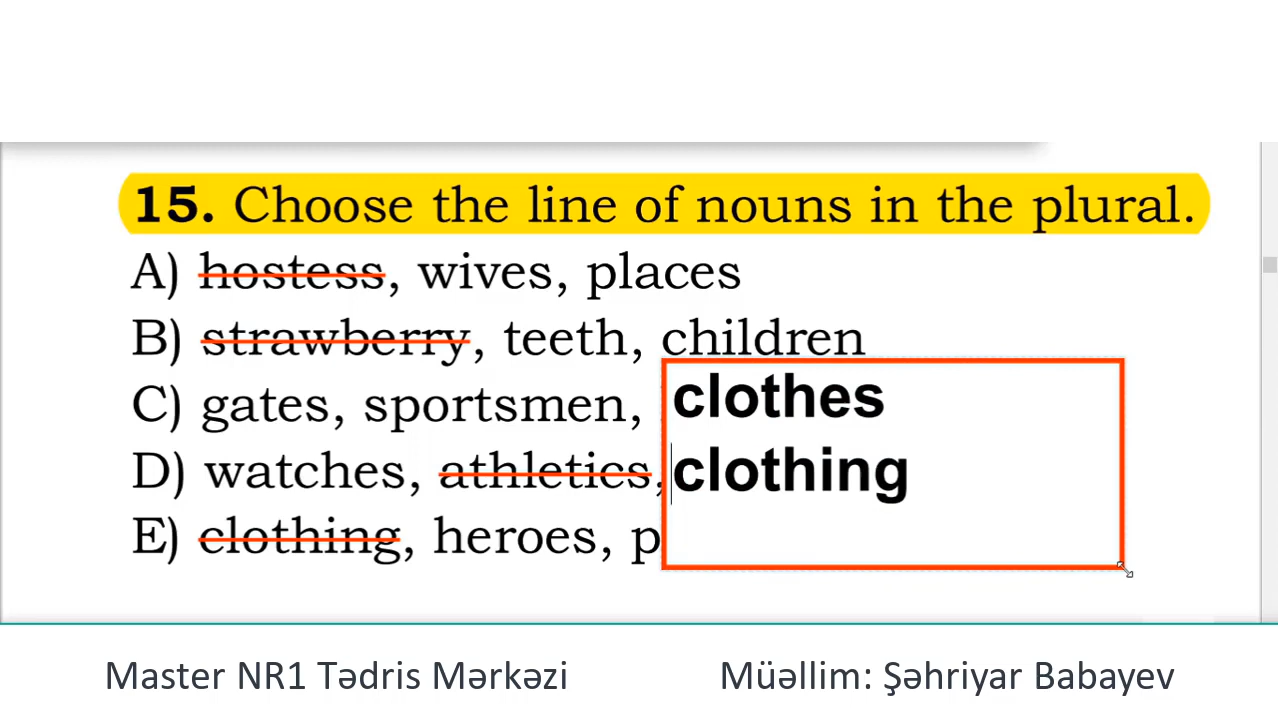 15. Choose the line of nouns in the plural.
A) hostess, wives, places
B) strawberry, teeth, children
C) gates, sportsmen,
clothes
D) watches, athletics,
clothing
E) clothing, heroes,
Master NR1 Tədris Mərkəzi
Müəllim: Şəhriyar Babayev